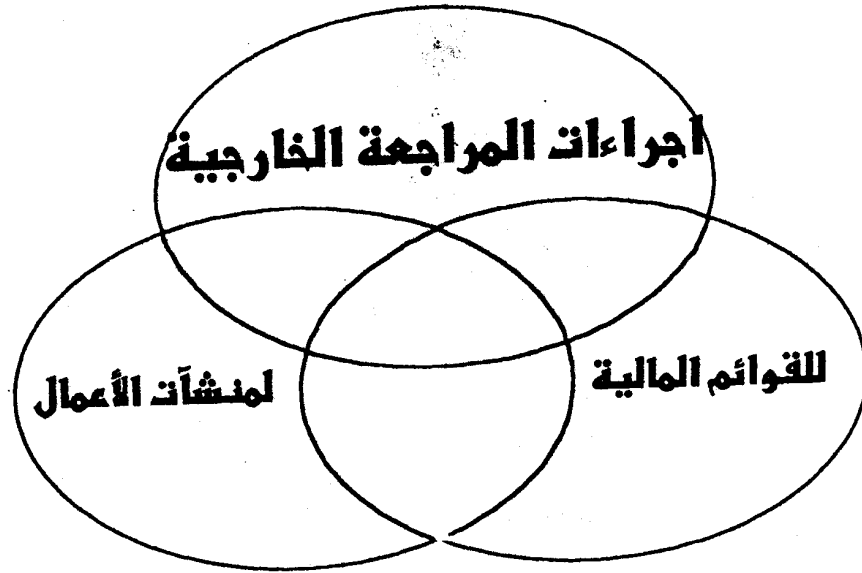 اجراءات المراجعة الخارجية
للقوائم المالية
لمنشآت الأعمال